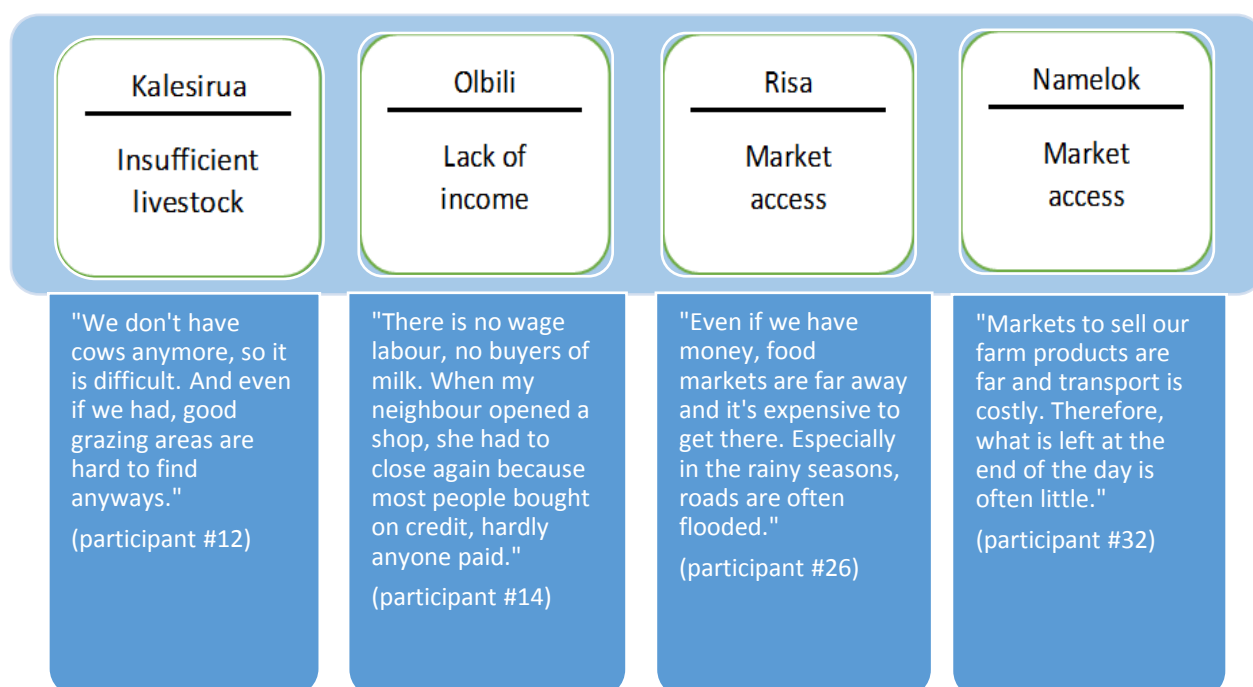 Kalesirua
Insufficient
livestock
"We don't have
cows anymore, so it
is difficult. And even
if we had, good
grazing areas are
hard to find
anyways."
(participant #12)
Olbili
Lack of
income
"There is no wage
labour, no buyers of
milk. When my
neighbour opened a
shop, she had to
close again because
most people bought
on credit, hardly
anyone paid."
(participant #14)
Risa
Market
access
"Even if we have
money, food
markets are far away
and it's expensive to
get there. Especially
in the rainy seasons,
roads are often
flooded."
(participant #26)
Namelok
Market
access
"Markets to sell our
farm products are
far and transport is
costly. Therefore,
what is left at the
end of the day is
often little."
(participant #32)